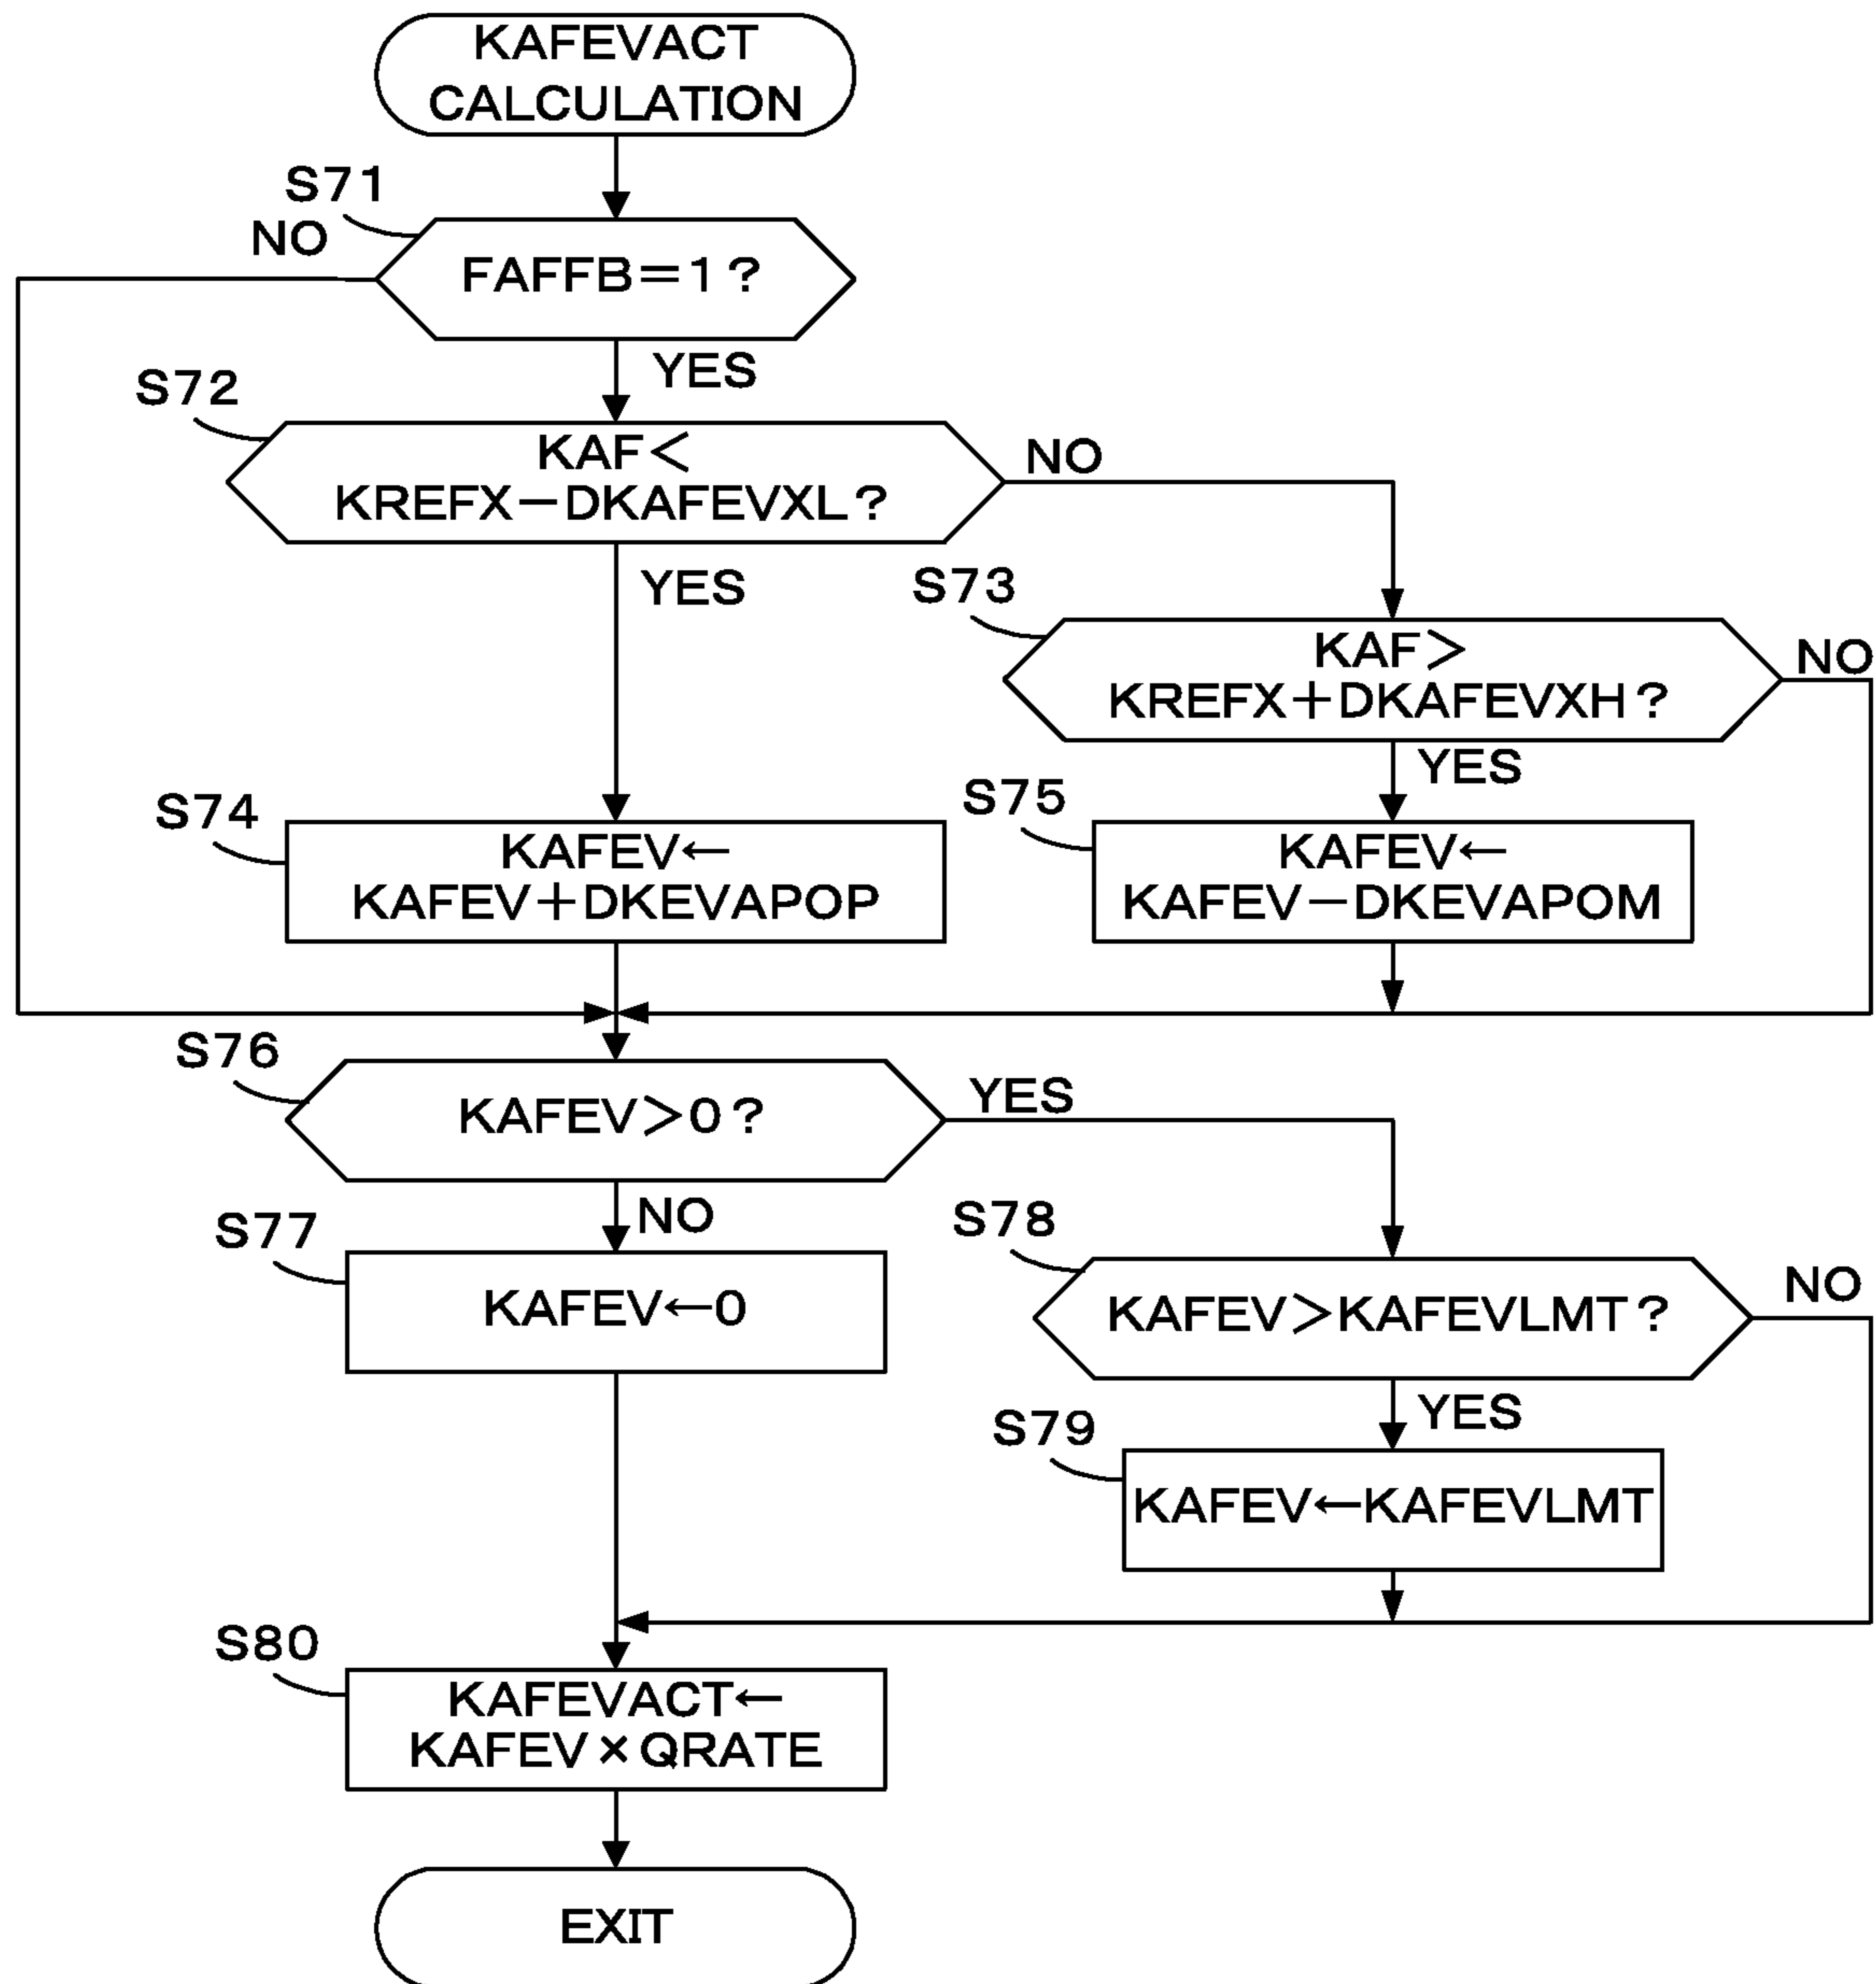 KAFEVACT
CALCULATION
S71
NO
FAFFB=1?
YES
S72
KAF<
KREFX-DKAFEVXL?
NO
YES
S73
KAF>
KREFX+DKAFEVXH?
NO
YES
S74
KAFEV←
KAFEV+DKEVAPOP
S75
KAFEV←
KAFEV-DKEVAPOM
S76
KAFEV>0?
YES
NO
S77
KAFEV←0
S78
KAFEV>KAFEVLMT?
NO
YES
S79
KAFEV←KAFEVLMT
S80
KAFEVACT←
KAFEV×QRATE
EXIT